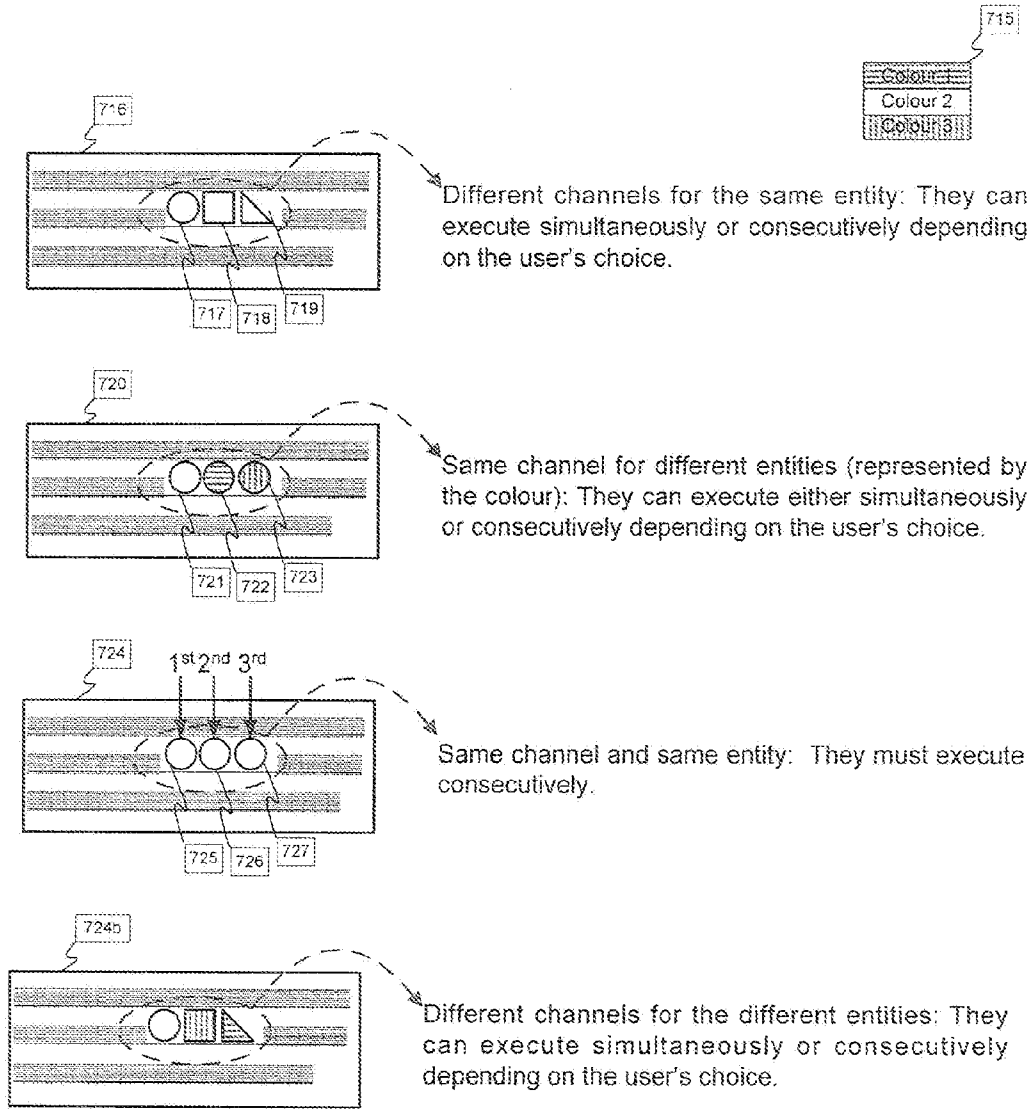 715
Colour 1
Colour 2
Colour 3
716
Different channels for the same entity: They can
execute simultaneously or consecutively depending
on the user's choice.
717
718
719
720
Same channel for different entities (represented by
the colour): They can execute either simultaneously
or consecutively depending on the user's choice.
721
722
723
724
1st 2nd 3rd
Same channel and same entity: They must execute
consecutively.
725
726
727
724b
Different channels for the different entities: They
can execute simultaneously or consecutively
depending on the user's choice.